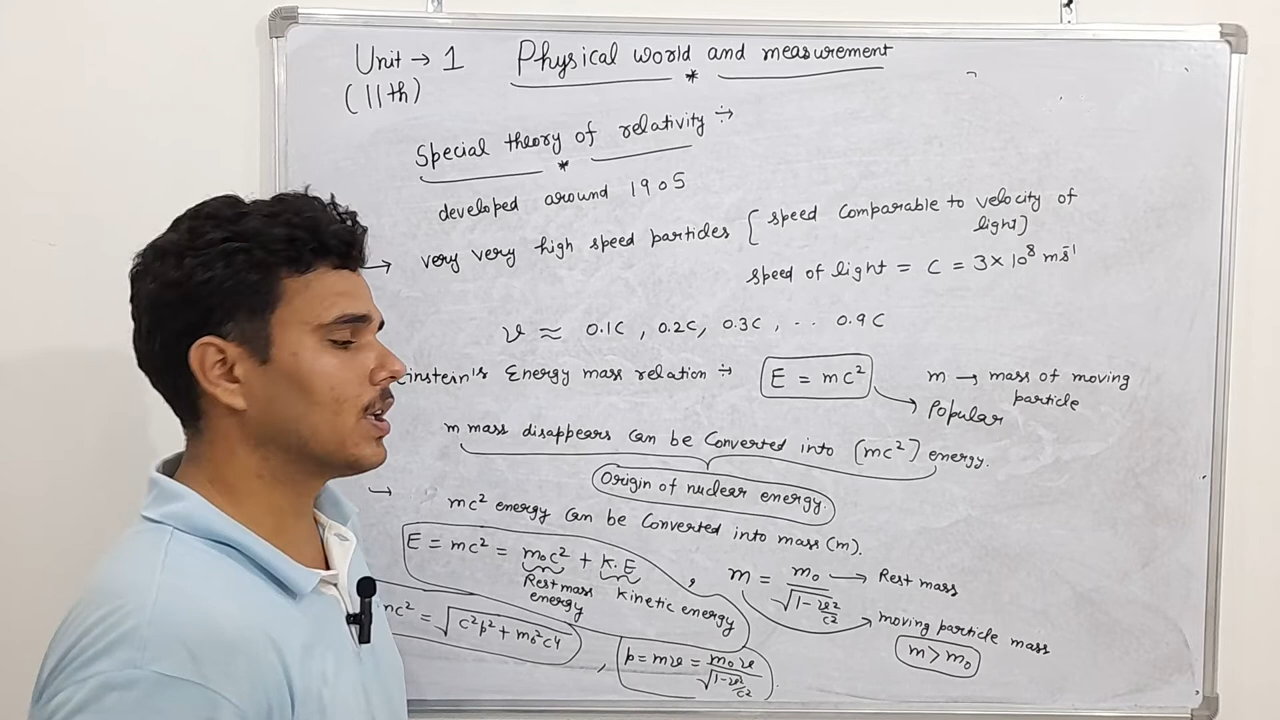 Unit → 1 Physical world and measurement
(11th) *
Special theory of relativity ÷
*
developed around 1905
→ very very high speed particles [speed comparable to velocity of
light]
speed of light = C = 3 × 10⁸ ms⁻¹
v ≈ 0.1C, 0.2C, 0.3C, .. 0.9C
Einstein's Energy mass relation ÷ E = mc² m → mass of moving
particle
Popular
m mass disappears can be converted into (mc²) energy.
Origin of nuclear energy.
→ mc² energy can be converted into mass (m).
E = mc² = m₀c² + K.E , m = m₀/√(1-v²/c²) → Rest mass
Rest mass energy Kinetic energy
moving particle mass
m > m₀
mc² = √(c²p² + m₀²c⁴) , p = mv = m₀v/√(1-v²/c²).